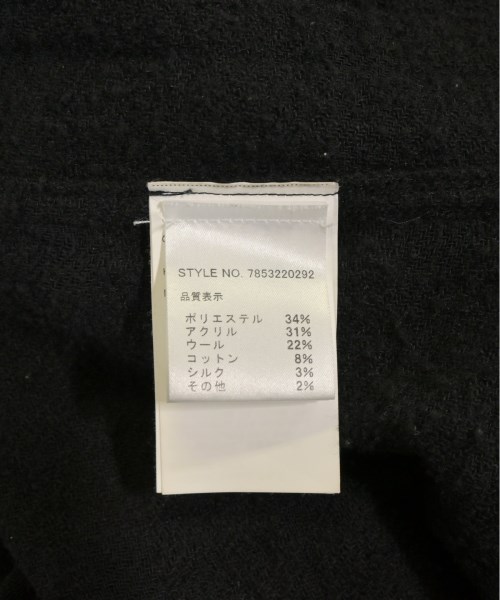 STYLE NO. 7853220292
品質表示
ポリエステル 34%
アクリル 31%
ウール 22%
コットン 8%
シルク 3%
その他 2%